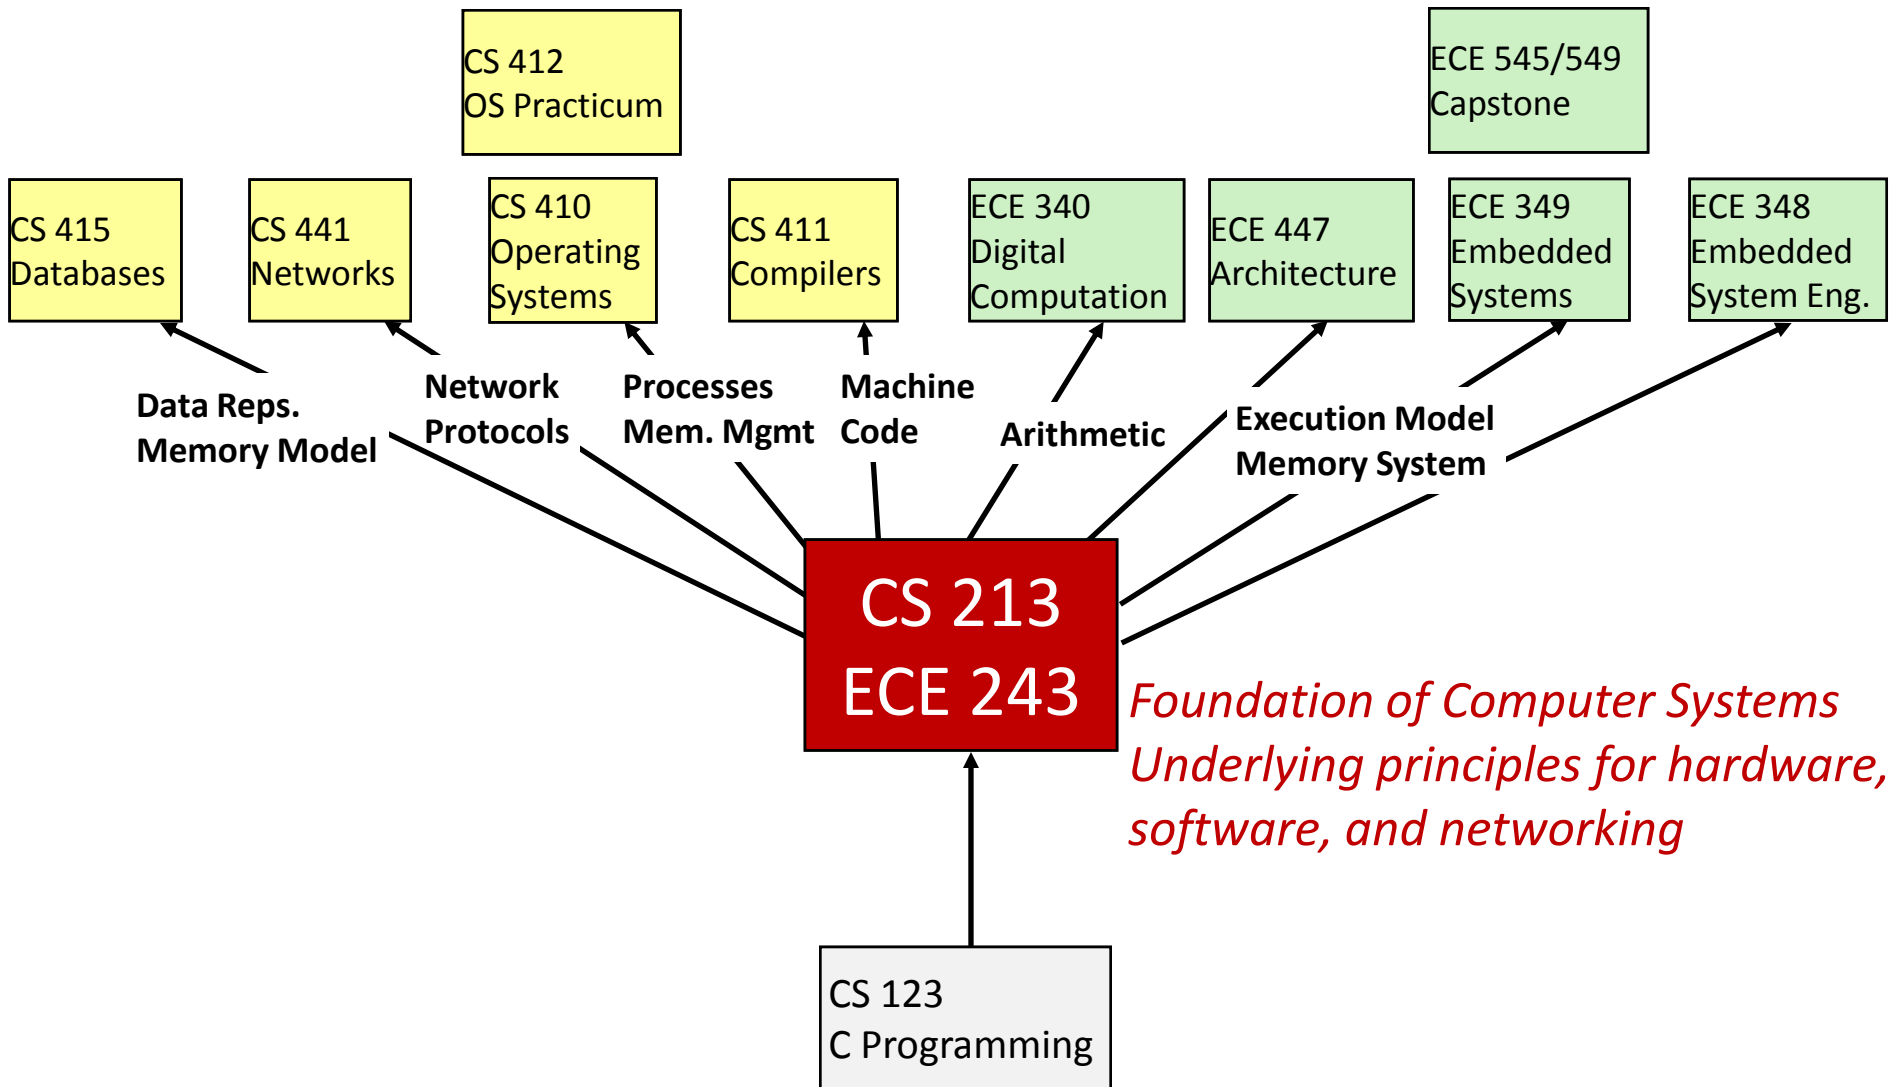 CS 412
OS Practicum
ECE 545/549
Capstone
CS 415
Databases
CS 441
Networks
CS 410
Operating
Systems
CS 411
Compilers
ECE 340
Digital
Computation
ECE 447
Architecture
ECE 349
Embedded
Systems
ECE 348
Embedded
System Eng.
Data Reps.
Memory Model
Network
Protocols
Processes
Mem. Mgmt
Machine
Code
Arithmetic
Execution Model
Memory System
CS 213
ECE 243
Foundation of Computer Systems
Underlying principles for hardware,
software, and networking
CS 123
C Programming